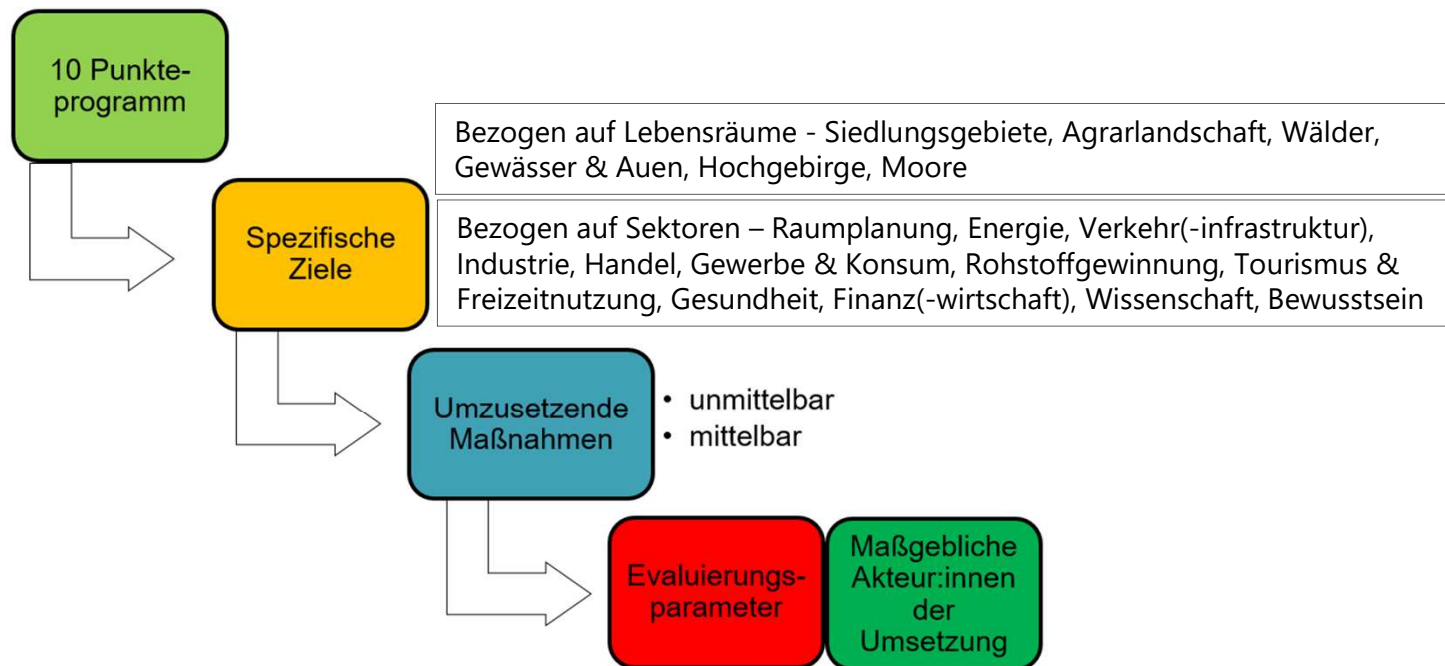 10 Punkte-
programm
Bezogen auf Lebensräume - Siedlungsgebiete, Agrarlandschaft, Wälder,
Gewässer & Auen, Hochgebirge, Moore
Spezifische
Ziele
Bezogen auf Sektoren – Raumplanung, Energie, Verkehr(-infrastruktur),
Industrie, Handel, Gewerbe & Konsum, Rohstoffgewinnung, Tourismus &
Freizeitnutzung, Gesundheit, Finanz(-wirtschaft), Wissenschaft, Bewusstsein
Umzusetzende
Maßnahmen
• unmittelbar
• mittelbar
Evaluierungs-
parameter
Maßgebliche
Akteur:innen
der
Umsetzung